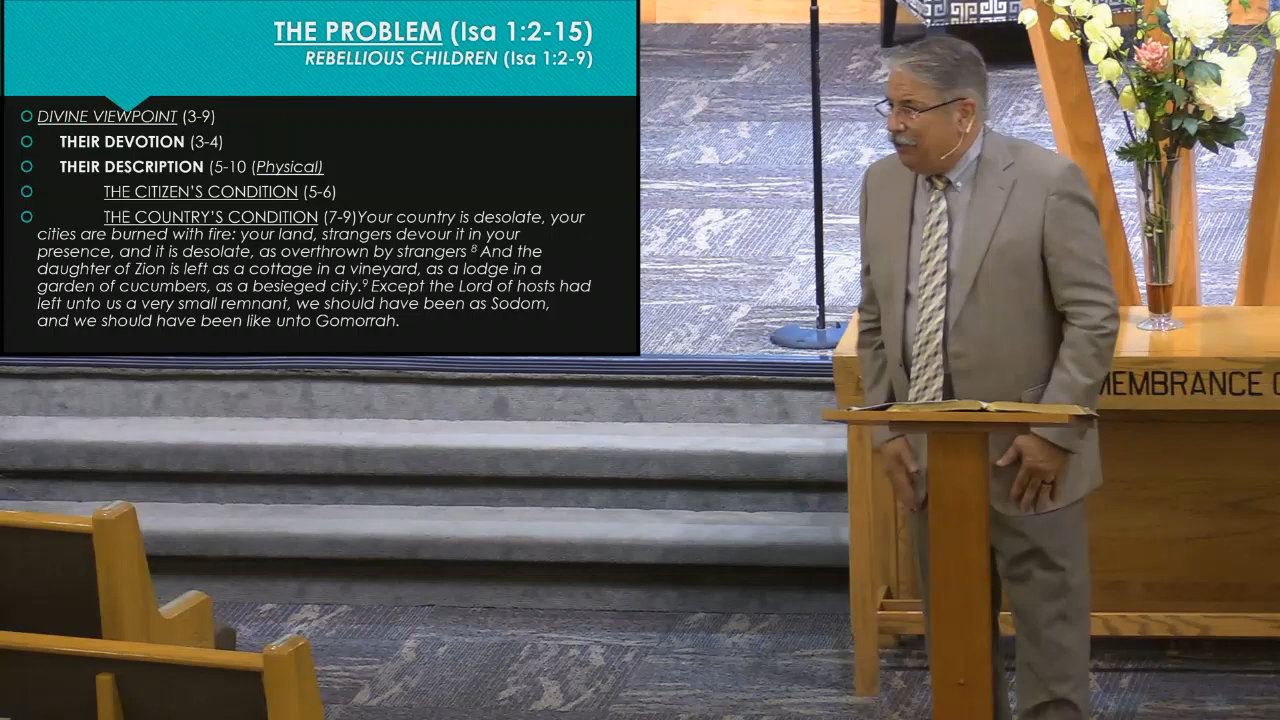 THE PROBLEM (Isa 1:2-15)
REBELLIOUS CHILDREN (Isa 1:2-9)
DIVINE VIEWPOINT (3-9)
THEIR DEVOTION (3-4)
THEIR DESCRIPTION (5-10 (Physical)
THE CITIZEN'S CONDITION (5-6)
THE COUNTRY'S CONDITION (7-9)Your country is desolate, your
cities are burned with fire: your land, strangers devour it in your
presence, and it is desolate, as overthrown by strangers 8 And the
daughter of Zion is left as a cottage in a vineyard, as a lodge in a
garden of cucumbers, as a besieged city.9 Except the Lord of hosts had
left unto us a very small remnant, we should have been as Sodom,
and we should have been like unto Gomorrah.
MEMBRANCE O